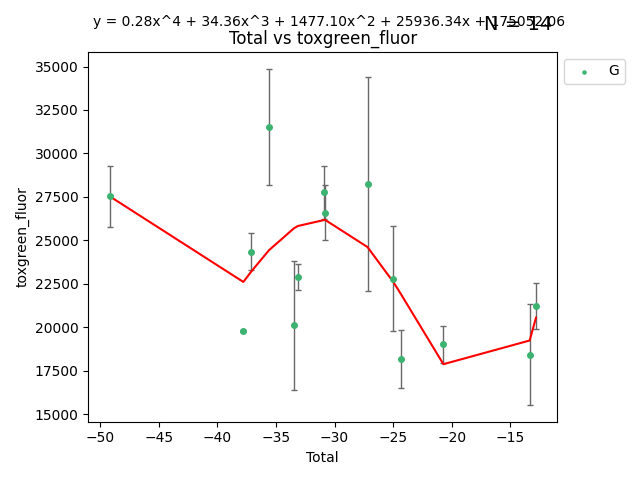 y = 0.28x^4 + 34.36x^3 + 1477.10x^2 + 25936.34x + 175052.06
N = 14
Total vs toxgreen_fluor
G
35000
32500
30000
27500
25000
22500
20000
17500
15000
toxgreen_fluor
−50 −45 −40 −35 −30 −25 −20 −15
Total